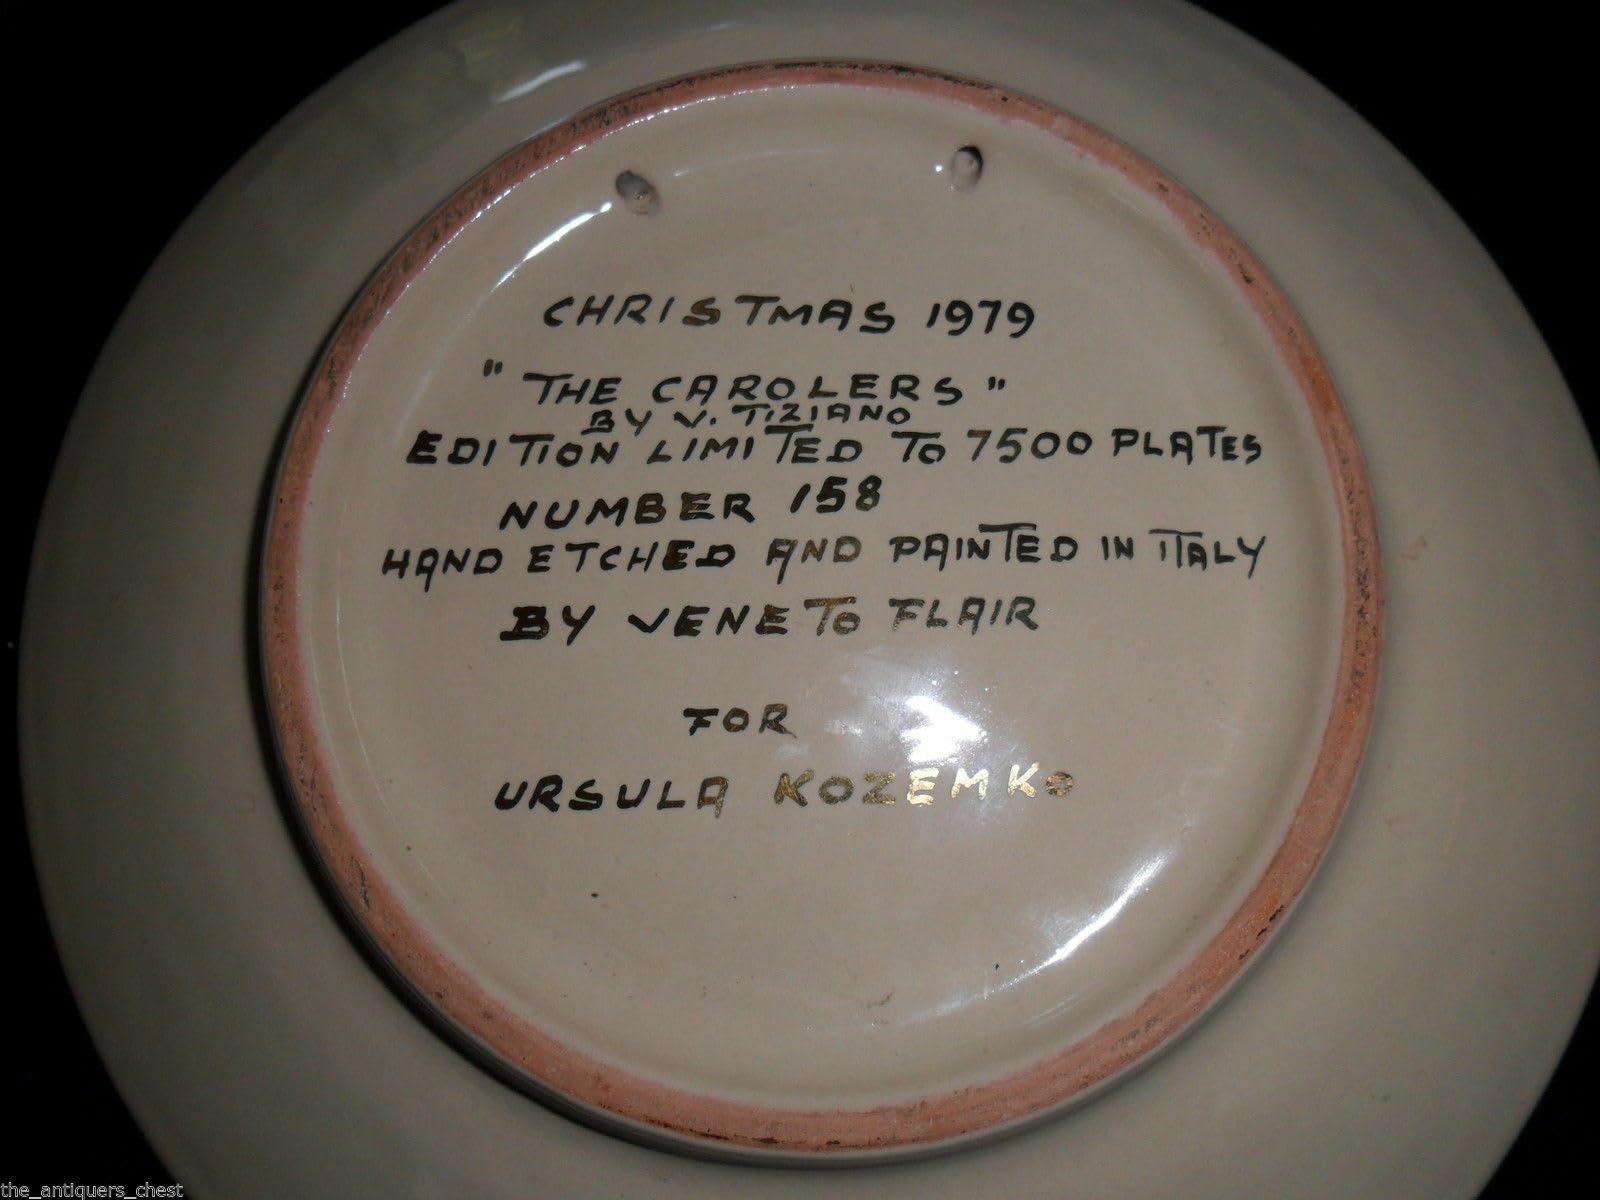 CHRISTMAS 1979
"THE CAROLERS"
BY V. TIZIANO
EDITION LIMITED TO 7500 PLATES
NUMBER 158
HAND ETCHED AND PAINTED IN ITALY
BY VENETO FLAIR
FOR
URSULA KOZEMKO
the_antiquers_chest